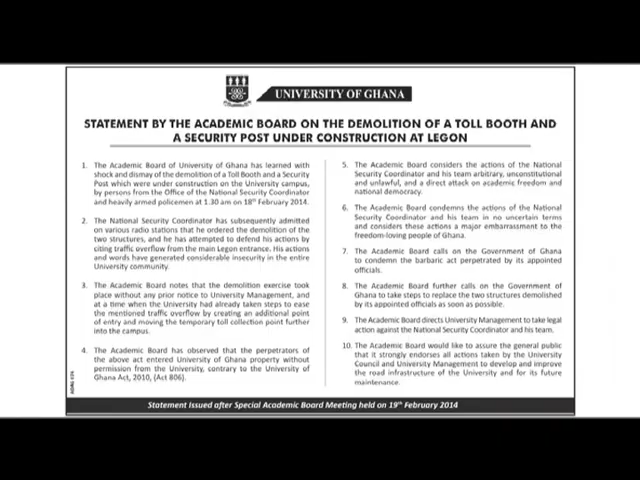 UNIVERSITY OF GHANA
STATEMENT BY THE ACADEMIC BOARD ON THE DEMOLITION OF A TOLL BOOTH AND
A SECURITY POST UNDER CONSTRUCTION AT LEGON
1. The Academic Board of University of Ghana has learned with
shock and dismay of the demolition of a Toll Booth and a Security
Post which were under construction on the University campus,
by persons from the Office of the National Security Coordinator
and heavily armed policemen at 1.30 am on 18th February 2014.
2. The National Security Coordinator has subsequently admitted
on various radio stations that he ordered the demolition of the
two structures, and he has attempted to defend his actions by
citing traffic overflow from the main Legon entrance. His actions
and words have generated considerable insecurity in the entire
University community.
3. The Academic Board notes that the demolition exercise took
place without any prior notice to University Management, and
at a time when the University had already taken steps to ease
the mentioned traffic overflow by creating an additional point
of entry and moving the temporary toll collection point further
into the campus.
4. The Academic Board has observed that the perpetrators of
the above act entered University of Ghana property without
permission from the University, contrary to the University of
Ghana Act, 2010, (Act 806).
5. The Academic Board considers the actions of the National
Security Coordinator and his team arbitrary, unconstitutional
and unlawful, and a direct attack on academic freedom and
national democracy.
6. The Academic Board condemns the actions of the National
Security Coordinator and his team in no uncertain terms
and considers these actions a major embarrassment to the
freedom-loving people of Ghana.
7. The Academic Board calls on the Government of Ghana
to condemn the barbaric act perpetrated by its appointed
officials.
8. The Academic Board further calls on the Government of
Ghana to take steps to replace the two structures demolished
by its appointed officials as soon as possible.
9. The Academic Board directs University Management to take legal
action against the National Security Coordinator and his team.
10. The Academic Board would like to assure the general public
that it strongly endorses all actions taken by the University
Council and University Management to develop and improve
the road infrastructure of the University and for its future
maintenance.
Statement Issued after Special Academic Board Meeting held on 19th February 2014